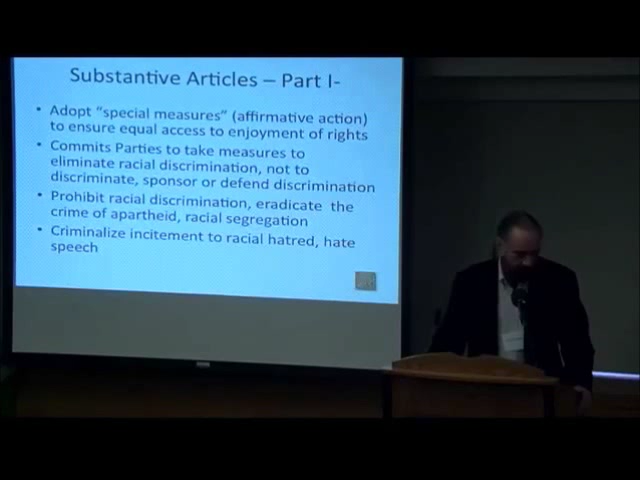 Substantive Articles – Part I-
• Adopt “special measures” (affirmative action)
to ensure equal access to enjoyment of rights
• Commits Parties to take measures to
eliminate racial discrimination, not to
discriminate, sponsor or defend discrimination
• Prohibit racial discrimination, eradicate the
crime of apartheid, racial segregation
• Criminalize incitement to racial hatred, hate
speech